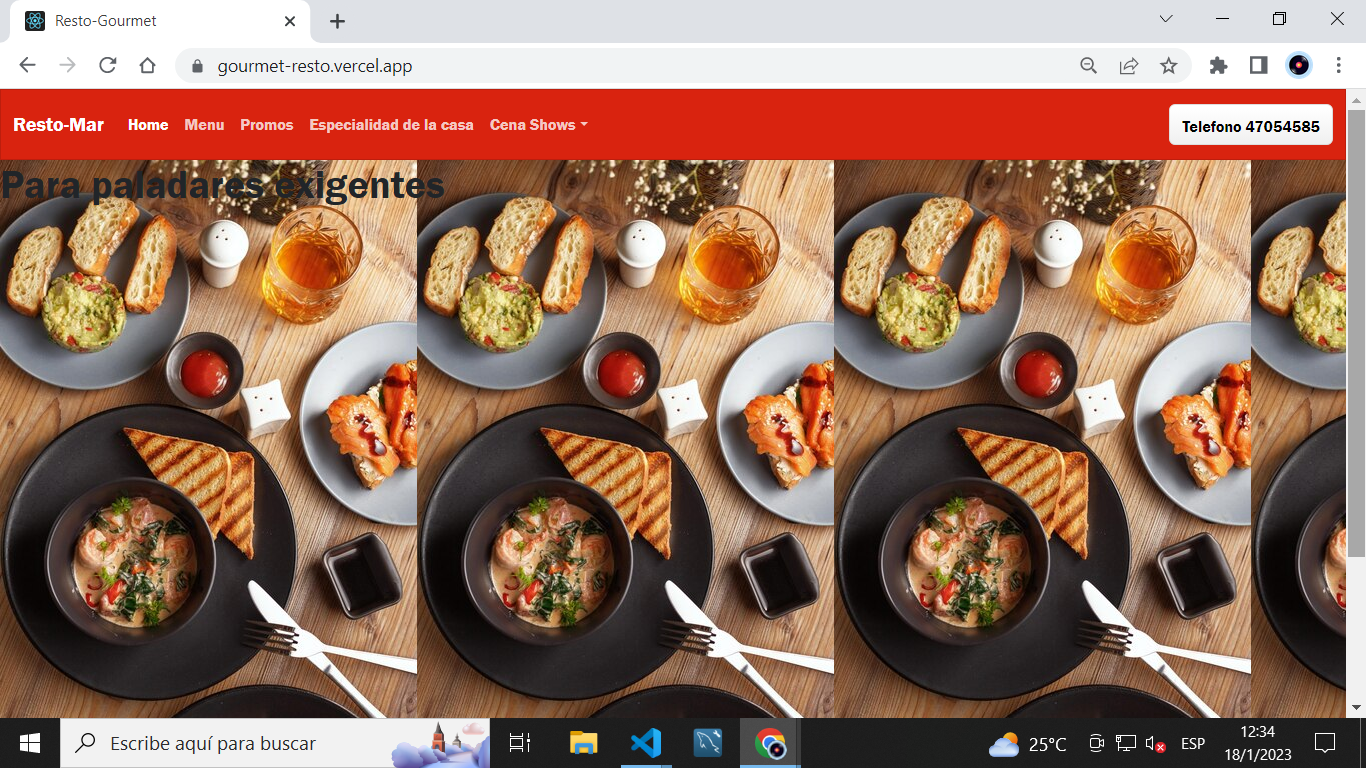 Resto-Gourmet
gourmet-resto.vercel.app
Resto-Mar Home Menu Promos Especialidad de la casa Cena Shows Telefono 47054585
Para paladares exigentes
Escribe aquí para buscar
25°C
ESP
12:34
18/1/2023